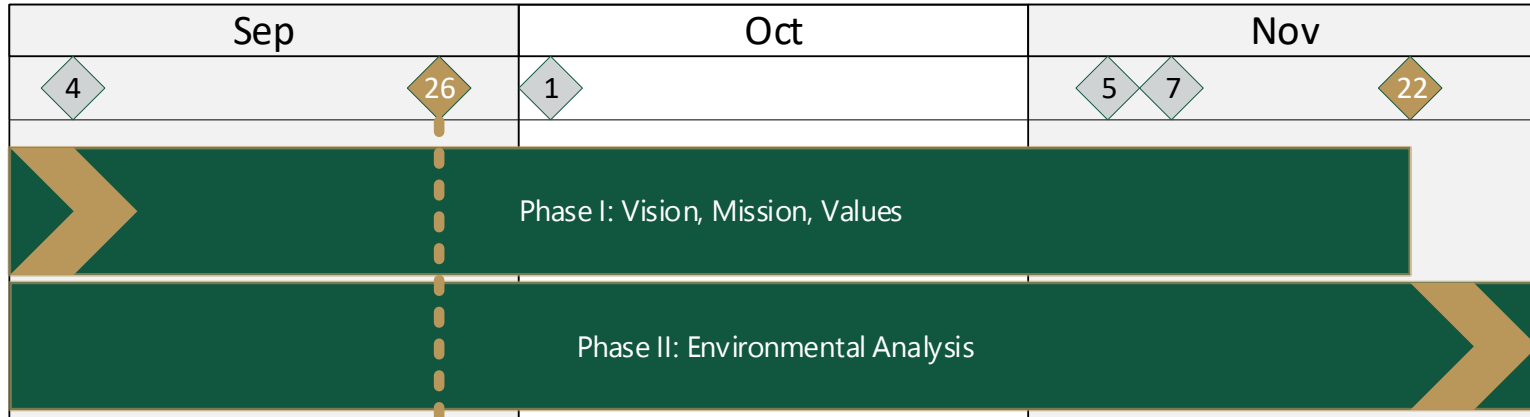 Sep Oct Nov
4 26 1 5 7 22
Phase I: Vision, Mission, Values
Phase II: Environmental Analysis